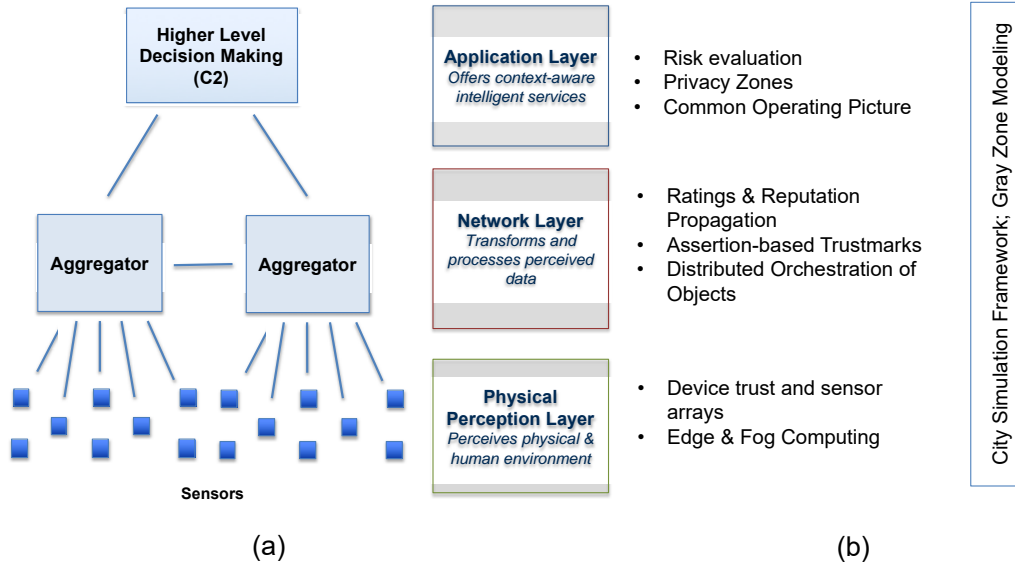 Higher Level
Decision Making
(C2)
Aggregator
Aggregator
Sensors
(a)
Application Layer
Offers context-aware
intelligent services
• Risk evaluation
• Privacy Zones
• Common Operating Picture
Network Layer
Transforms and
processes perceived
data
• Ratings & Reputation
Propagation
• Assertion-based Trustmarks
• Distributed Orchestration of
Objects
Physical
Perception Layer
Perceives physical &
human environment
• Device trust and sensor
arrays
• Edge & Fog Computing
City Simulation Framework; Gray Zone Modeling
(b)